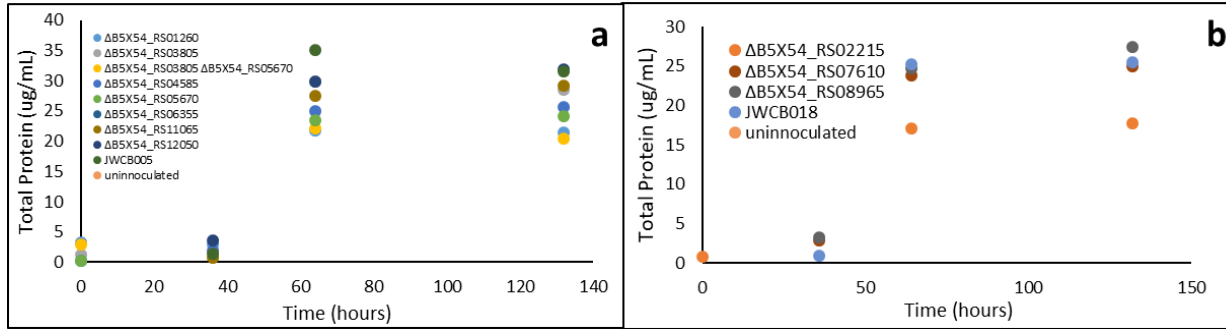 a
40
35
30
25
20
15
10
5
0
Total Protein (ug/mL)
ΔB5X54_RS01260
ΔB5X54_RS03805
ΔB5X54_RS03805 ΔB5X54_RS05670
ΔB5X54_RS04585
ΔB5X54_RS05670
ΔB5X54_RS06355
ΔB5X54_RS11065
ΔB5X54_RS12050
JWCB005
uninnoculated
0 20 40 60 80 100 120 140
Time (hours)
b
30
25
20
15
10
5
0
Total Protein (ug/mL)
ΔB5X54_RS02215
ΔB5X54_RS07610
ΔB5X54_RS08965
JWCB018
uninnoculated
0 50 100 150
Time (hours)